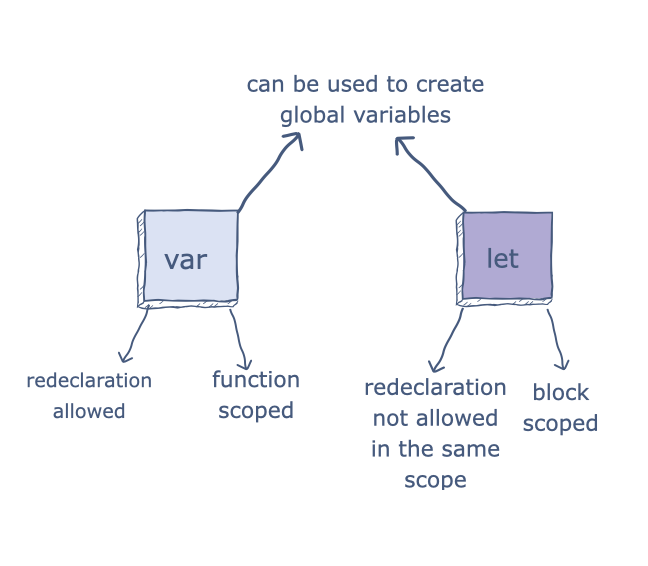 can be used to create
global variables
var
let
redeclaration
allowed
function
scoped
redeclaration
not allowed
in the same
scope
block
scoped